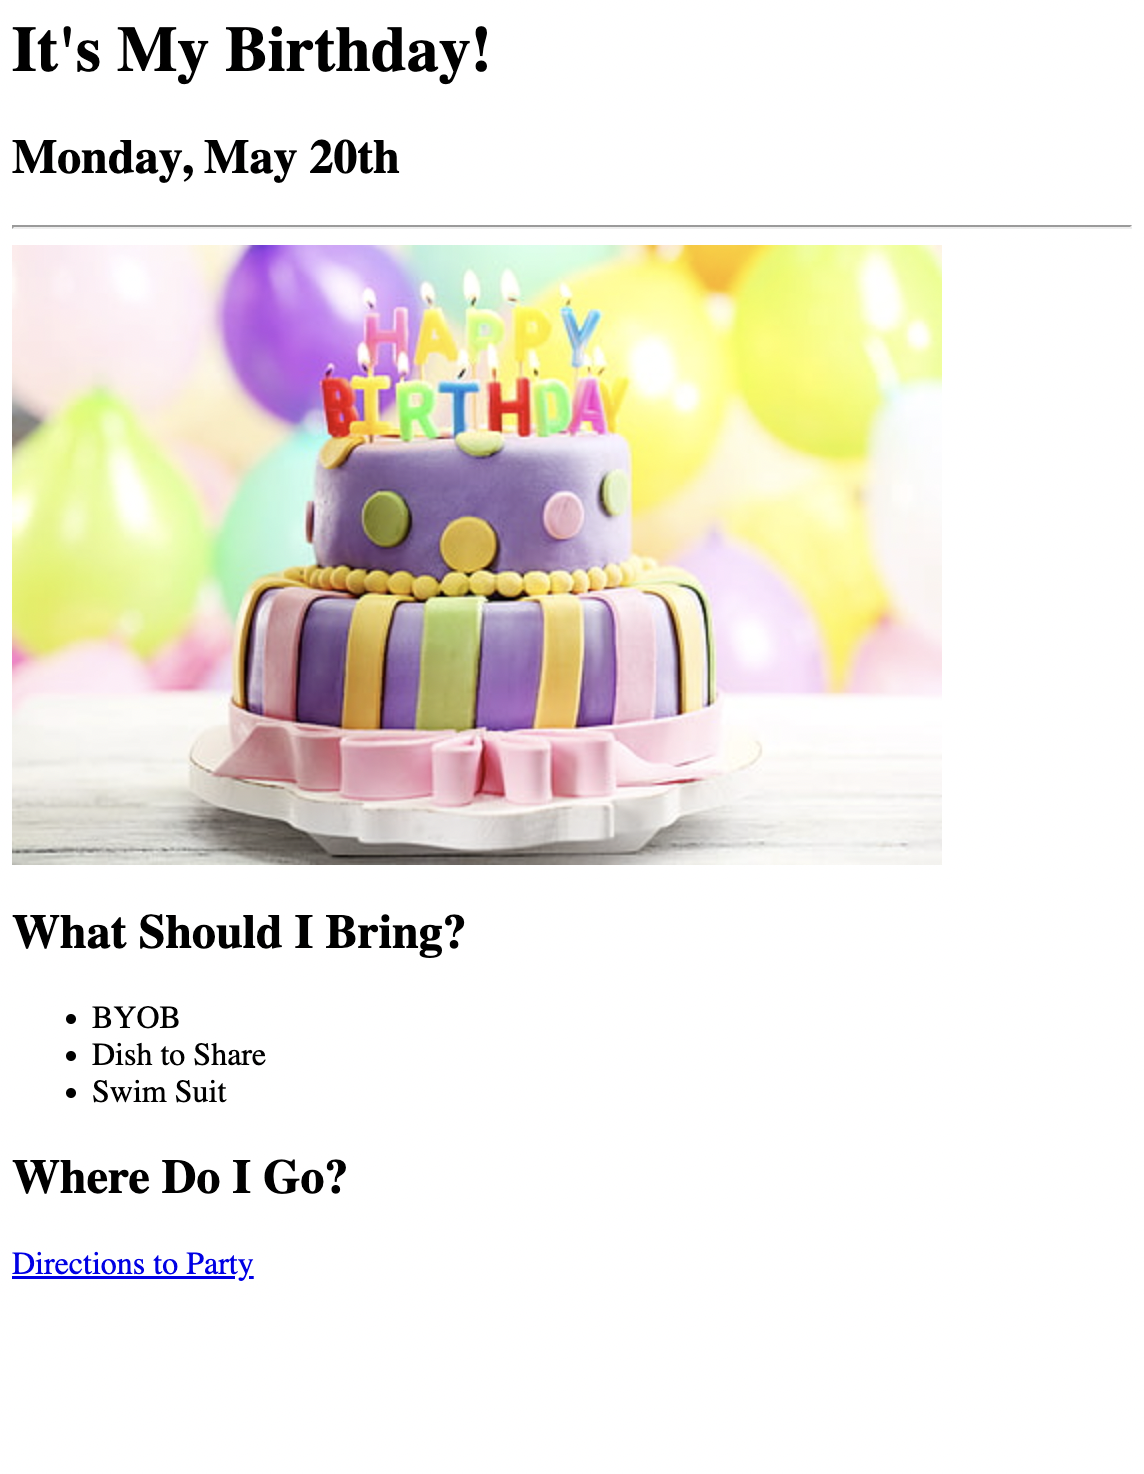 It's My Birthday!
Monday, May 20th
HAPPY
BIRTHDAY
What Should I Bring?
BYOB
Dish to Share
Swim Suit
Where Do I Go?
Directions to Party